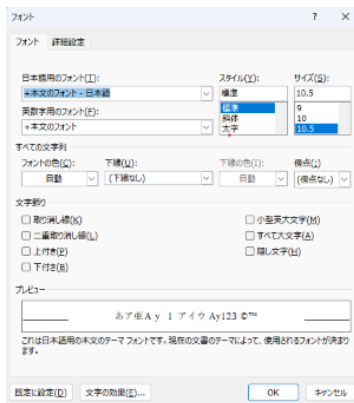 フォント ? ×
フォント 詳細設定
日本語用のフォント(T): スタイル(Y): サイズ(S):
+本文のフォント - 日本語 標準 10.5
英数字用のフォント(F): 標準 9
斜体 10
+本文のフォント 太字 10.5
すべての文字列
フォントの色(C): 下線(U): 下線の色(I): 傍点(:)
自動 (下線なし) 自動 (傍点なし)
文字飾り
取り消し線(K) 小型英大文字(M)
二重取り消し線(L) すべて大文字(A)
上付き(P) 隠し文字(H)
下付き(B)
プレビュー
あア亜Ay 1 アイウ Ay123 ©™
これは日本語用の本文のテーマ フォントです。現在の文書のテーマによって、使用されるフォントが決まり
ます。
既定に設定(D) 文字の効果(E)... OK キャンセル